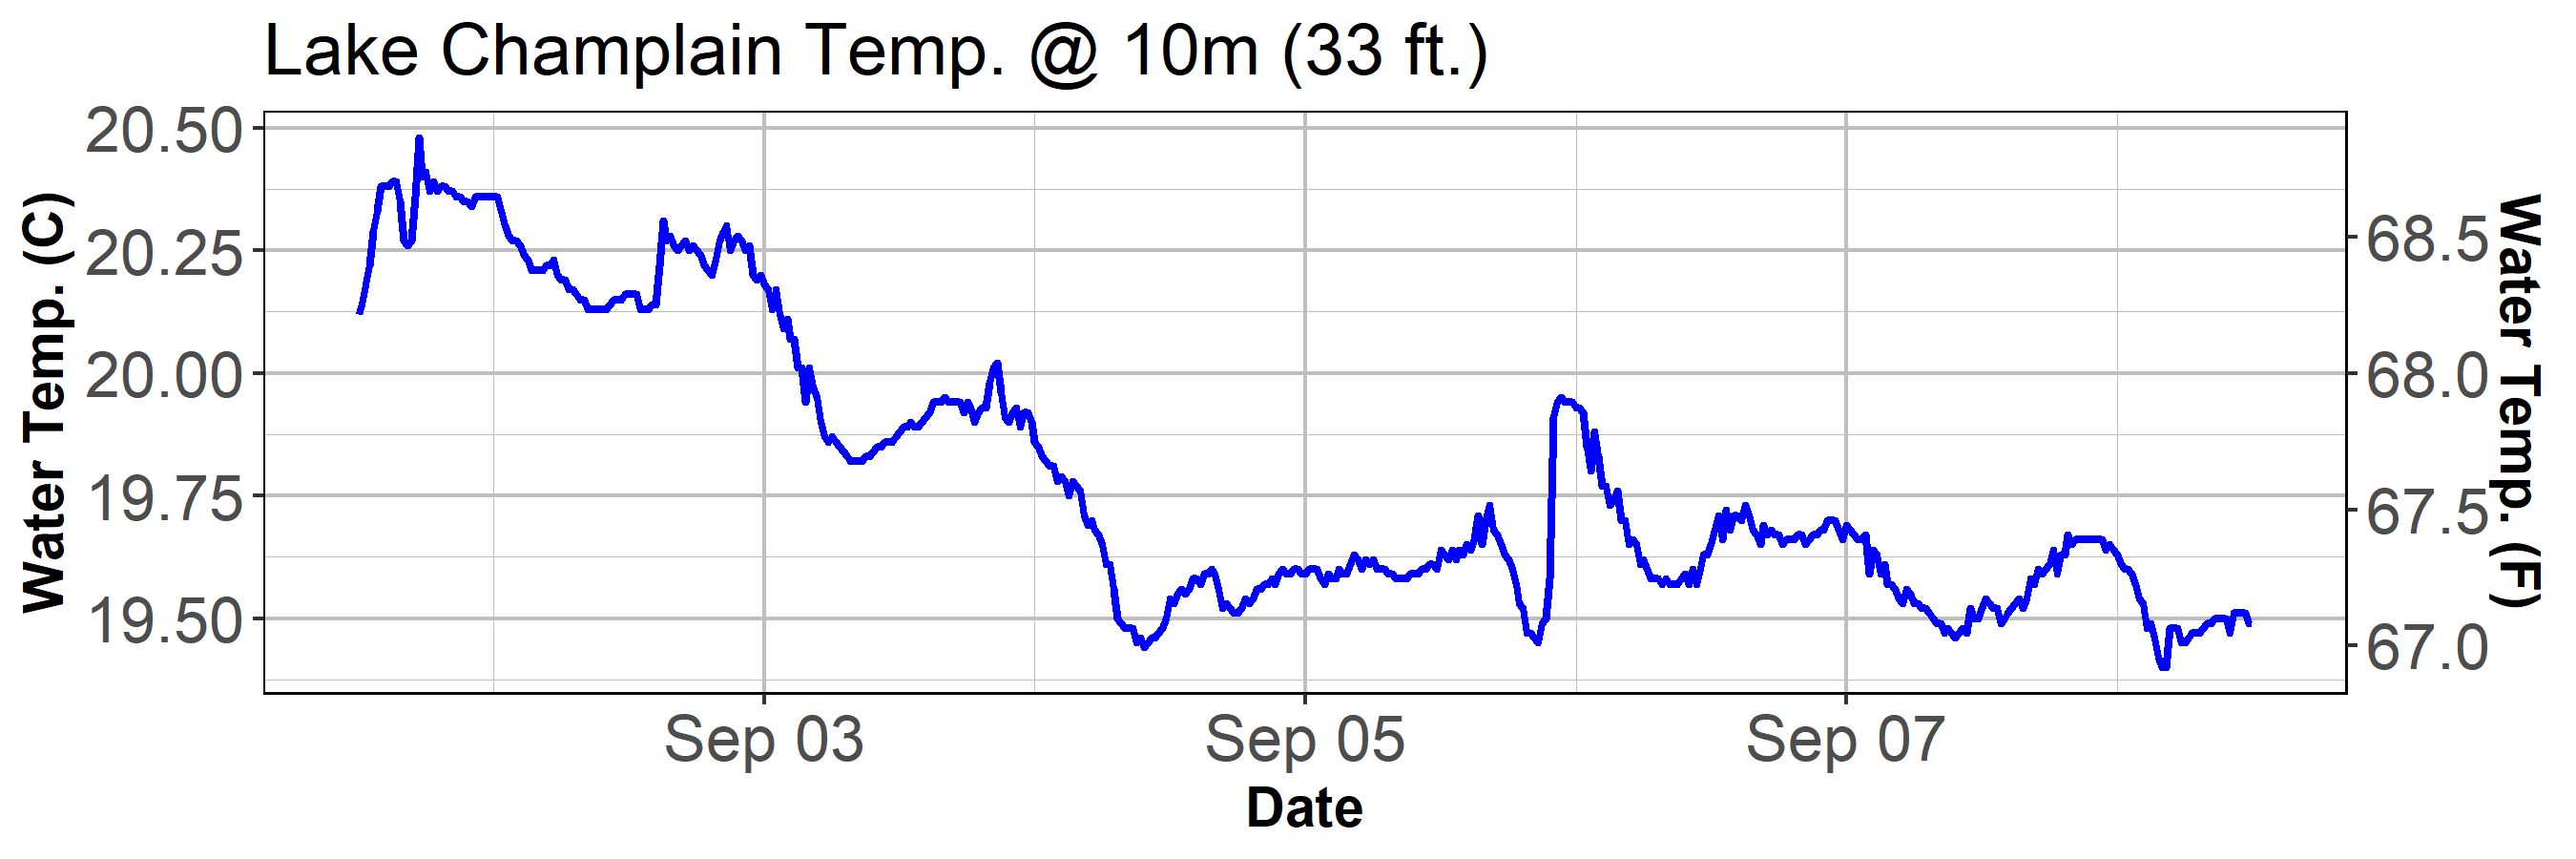 Lake Champlain Temp. @ 10m (33 ft.)
Water Temp. (C)
20.50
20.25
20.00
19.75
19.50
68.5
68.0
67.5
67.0
Water Temp. (F)
Sep 03
Sep 05
Sep 07
Date